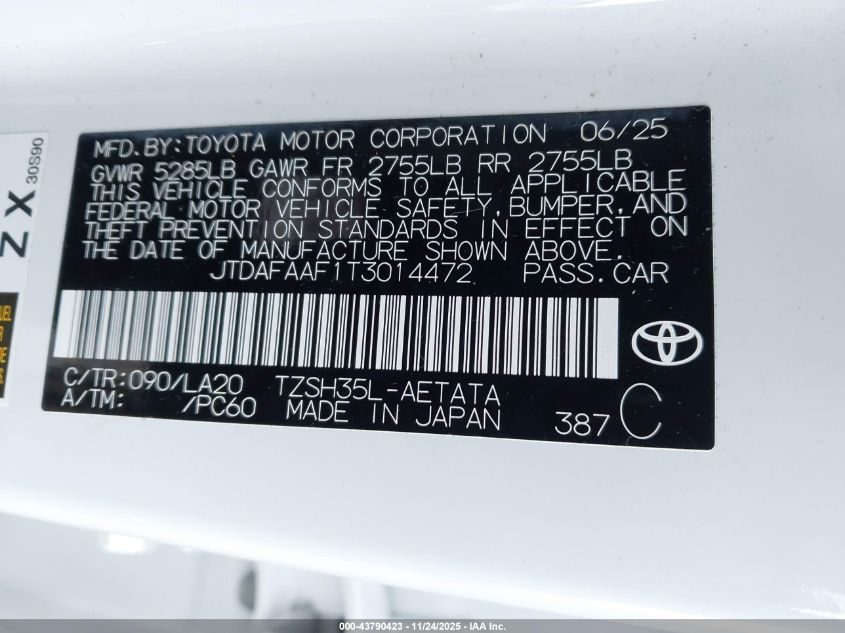 MFD. BY: TOYOTA MOTOR CORPORATION 06/25
GVWR 5285LB GAWR FR 2755LB RR 2755LB
THIS VEHICLE CONFORMS TO ALL APPLICABLE
FEDERAL MOTOR VEHICLE SAFETY, BUMPER, AND
THEFT PREVENTION STANDARDS IN EFFECT ON
THE DATE OF MANUFACTURE SHOWN ABOVE.
JTDAFAAF1T3014472 PASS. CAR
C/TR: 090/LA20 TZSH35L-AETATA
A/TM: /PC60 MADE IN JAPAN 387 C
Z X 30S90
000-43790423 - 11/24/2025 - IAA Inc.